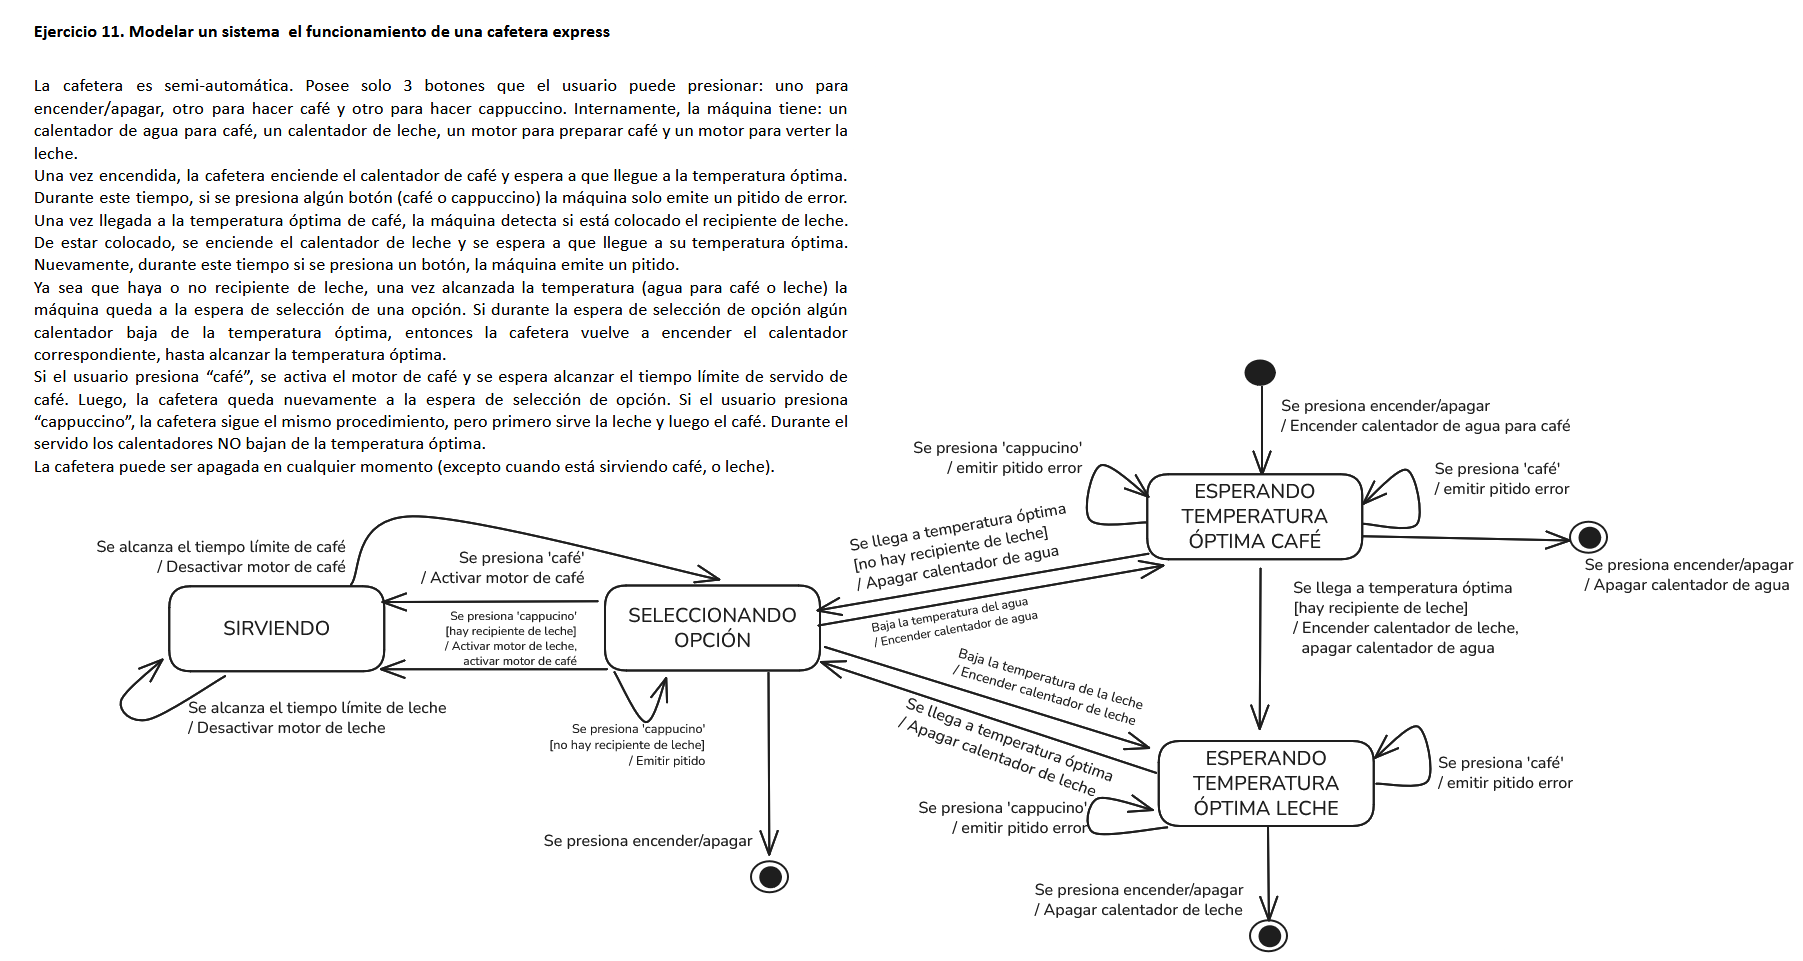 Ejercicio 11. Modelar un sistema  el funcionamiento de una cafetera express
La cafetera es semi-automática. Posee solo 3 botones que el usuario puede presionar: uno para
encender/apagar, otro para hacer café y otro para hacer cappuccino. Internamente, la máquina tiene: un
calentador de agua para café, un calentador de leche, un motor para preparar café y un motor para verter la
leche.
Una vez encendida, la cafetera enciende el calentador de café y espera a que llegue a la temperatura óptima.
Durante este tiempo, si se presiona algún botón (café o cappuccino) la máquina solo emite un pitido de error.
Una vez llegada a la temperatura óptima de café, la máquina detecta si está colocado el recipiente de leche.
De estar colocado, se enciende el calentador de leche y se espera a que llegue a su temperatura óptima.
Nuevamente, durante este tiempo si se presiona un botón, la máquina emite un pitido.
Ya sea que haya o no recipiente de leche, una vez alcanzada la temperatura (agua para café o leche) la
máquina queda a la espera de selección de una opción. Si durante la espera de selección de opción algún
calentador baja de la temperatura óptima, entonces la cafetera vuelve a encender el calentador
correspondiente, hasta alcanzar la temperatura óptima.
Si el usuario presiona “café”, se activa el motor de café y se espera alcanzar el tiempo límite de servido de
café. Luego, la cafetera queda nuevamente a la espera de selección de opción. Si el usuario presiona
“cappuccino”, la cafetera sigue el mismo procedimiento, pero primero sirve la leche y luego el café. Durante el
servido los calentadores NO bajan de la temperatura óptima.
La cafetera puede ser apagada en cualquier momento (excepto cuando está sirviendo café, o leche).
Se presiona encender/apagar
/ Encender calentador de agua para café
Se presiona 'cappucino'
/ emitir pitido error
ESPERANDO
TEMPERATURA
ÓPTIMA CAFÉ
Se presiona 'café'
/ emitir pitido error
Se presiona encender/apagar
/ Apagar calentador de agua
Se llega a temperatura óptima
[no hay recipiente de leche]
/ Apagar calentador de agua
Baja la temperatura del agua
/ Encender calentador de agua
Se llega a temperatura óptima
[hay recipiente de leche]
/ Encender calentador de leche,
apagar calentador de agua
Se alcanza el tiempo límite de café
/ Desactivar motor de café
Se presiona 'café'
/ Activar motor de café
SIRVIENDO
Se presiona 'cappucino'
[hay recipiente de leche]
/ Activar motor de leche,
activar motor de café
SELECCIONANDO
OPCIÓN
Se alcanza el tiempo límite de leche
/ Desactivar motor de leche
Se presiona 'cappucino'
[no hay recipiente de leche]
/ Emitir pitido
Baja la temperatura de la leche
/ Encender calentador de leche
Se llega a temperatura óptima
/ Apagar calentador de leche
ESPERANDO
TEMPERATURA
ÓPTIMA LECHE
Se presiona 'café'
/ emitir pitido error
Se presiona 'cappucino'
/ emitir pitido error
Se presiona encender/apagar
Se presiona encender/apagar
/ Apagar calentador de leche